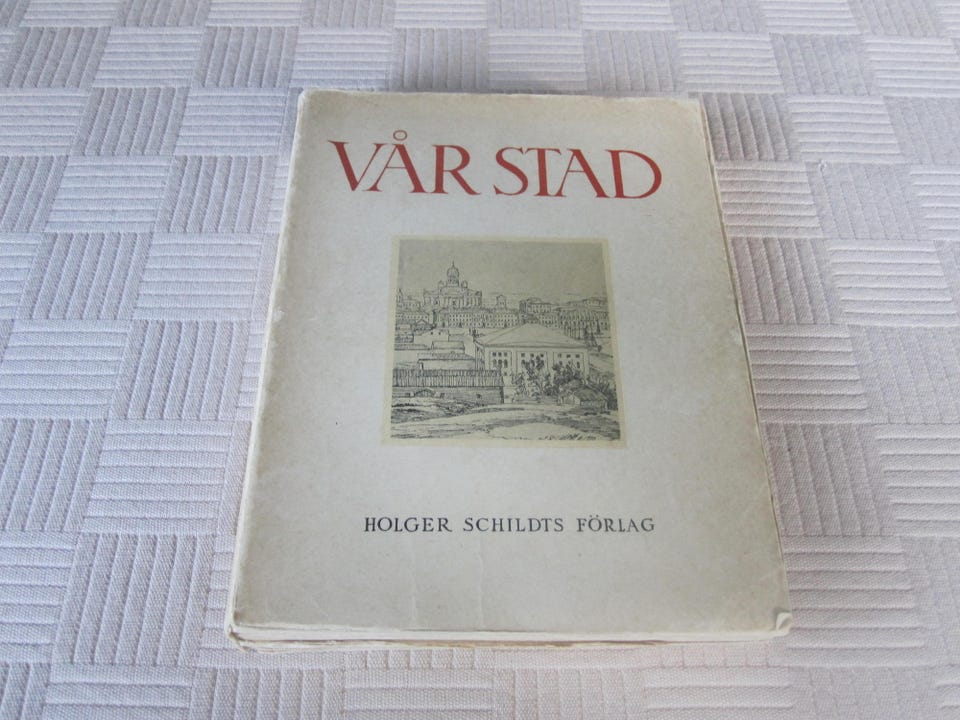 VÅR STAD
HOLGER SCHILDTS FÖRLAG